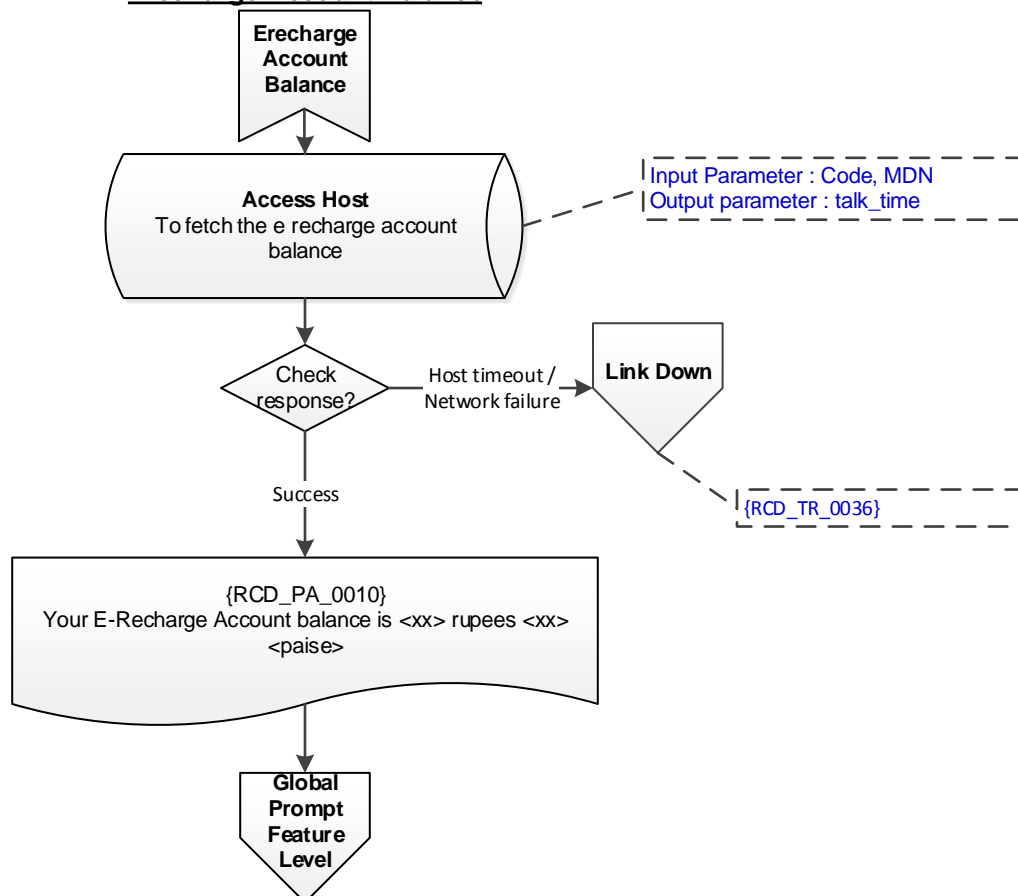 Erecharge
Account
Balance
Access Host
To fetch the e recharge account
balance
Input Parameter : Code, MDN
Output parameter : talk_time
Check
response?
Host timeout /
Network failure
Link Down
Success
{RCD_TR_0036}
{RCD_PA_0010}
Your E-Recharge Account balance is <xx> rupees <xx>
<paise>
Global
Prompt
Feature
Level